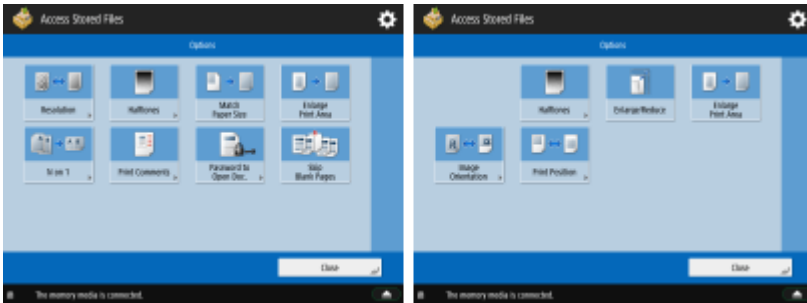 Access Stored Files
Options
Resolution
Halftones
Match
Paper Size
Enlarge
Print Area
N on 1
Print Comments
Password to
Open Doc.
Skip
Blank Pages
Close
The memory media is connected.
Access Stored Files
Options
Halftones
Enlarge/Reduce
Enlarge
Print Area
Image
Orientation
Print Position
Close
The memory media is connected.